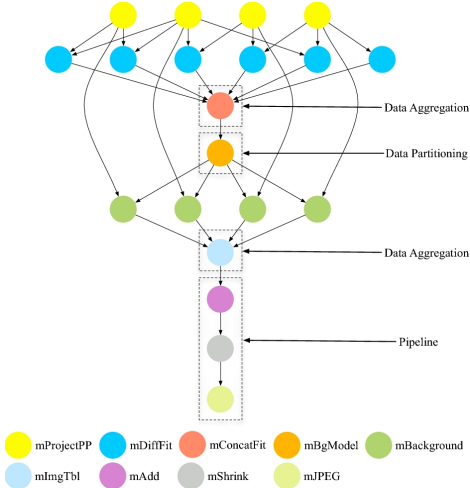 Data Aggregation
Data Partitioning
Data Aggregation
Pipeline
mProjectPP mDiffFit mConcatFit mBgModel mBackground
mImgTbl mAdd mShrink mJPEG